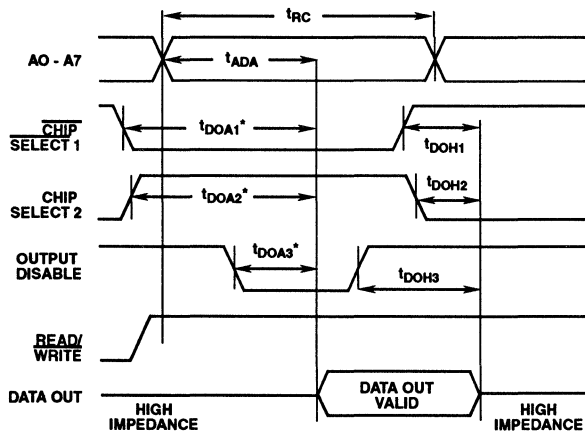 tRC
AO - A7
tADA
CHIP
SELECT 1
tDOA1*
tDOH1
CHIP
SELECT 2
tDOA2*
tDOH2
OUTPUT
DISABLE
tDOA3*
tDOH3
READ/
WRITE
DATA OUT
HIGH
IMPEDANCE
DATA OUT
VALID
HIGH
IMPEDANCE